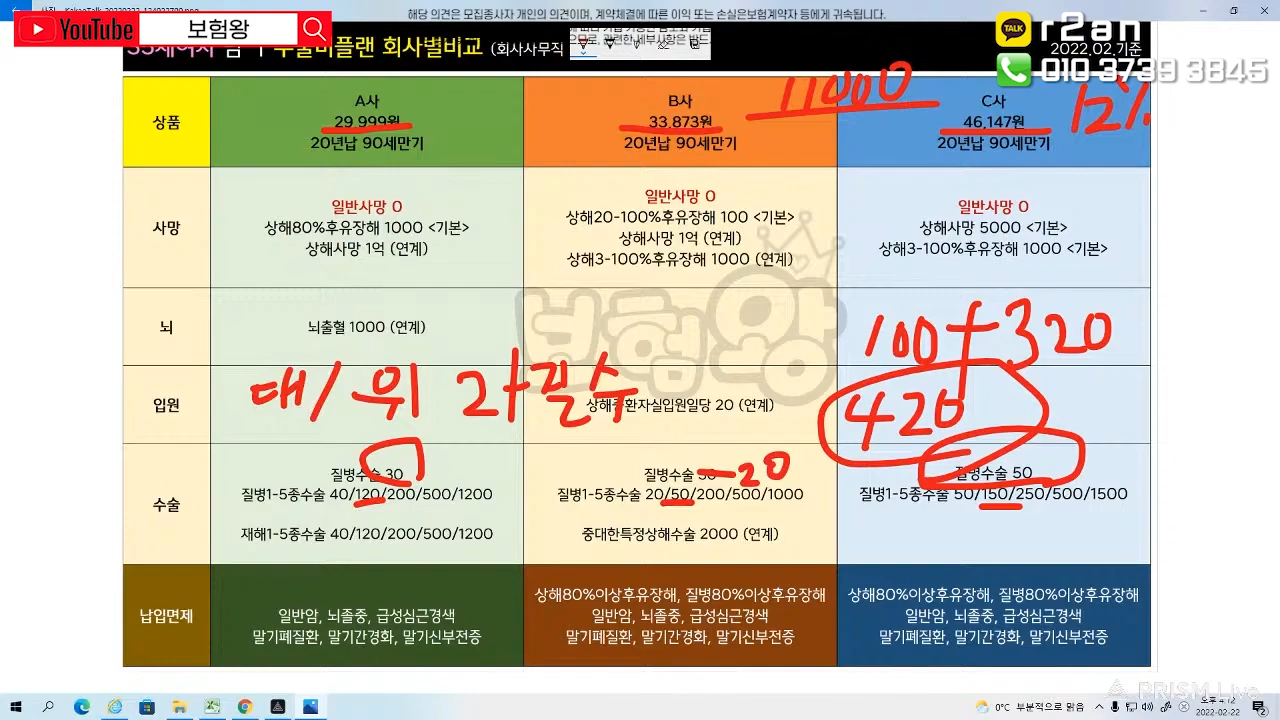 해당 의견은 모집종사자 개인의 의견이며, 계약체결에 따른 이익 또는 손실은보험계약자 등에게 귀속됩니다.
YouTube 보험왕
수술비플랜 회사별비교 (회사사무직
TALK r2an
2022.02.기준
010 3739 3845
11000
12%
상품
A사
29,999원
20년납 90세만기
B사
33,873원
20년납 90세만기
C사
46,147원
20년납 90세만기
사망
일반사망 0
상해80%후유장해 1000 <기본>
상해사망 1억 (연계)
일반사망 0
상해20-100%후유장해 100 <기본>
상해사망 1억 (연계)
상해3-100%후유장해 1000 (연계)
일반사망 0
상해사망 5000 <기본>
상해3-100%후유장해 1000 <기본>
뇌
뇌출혈 1000 (연계)
보험왕
100+320
420
대/위
입원
상해중환자실입원일당 20 (연계)
수술
질병수술 30
질병1-5종수술 40/120/200/500/1200
재해1-5종수술 40/120/200/500/1200
질병수술
20
질병1-5종수술 20/50/200/500/1000
중대한특정상해수술 2000 (연계)
질병수술 50
질병1-5종수술 50/150/250/500/1500
납입면제
일반암, 뇌졸중, 급성심근경색
말기폐질환, 말기간경화, 말기신부전증
상해80%이상후유장해, 질병80%이상후유장해
일반암, 뇌졸중, 급성심근경색
말기폐질환, 말기간경화, 말기신부전증
상해80%이상후유장해, 질병80%이상후유장해
일반암, 뇌졸중, 급성심근경색
말기폐질환, 말기간경화, 말기신부전증
PRISM Live
0°C 부분적으로 맑음
2022-02-22